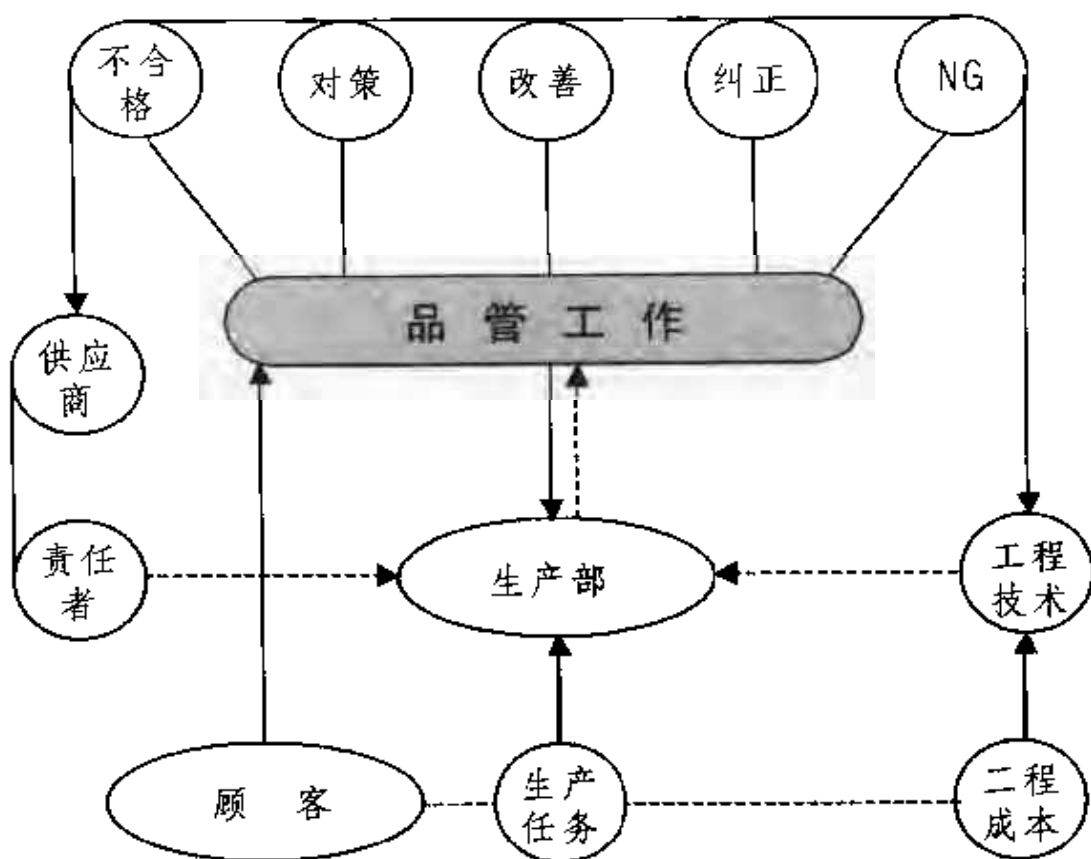 不合
格
对策
改善
纠正
NG
品管工作
供应
商
责任
者
生产部
工程
技术
顾客
生产
任务
二程
成本